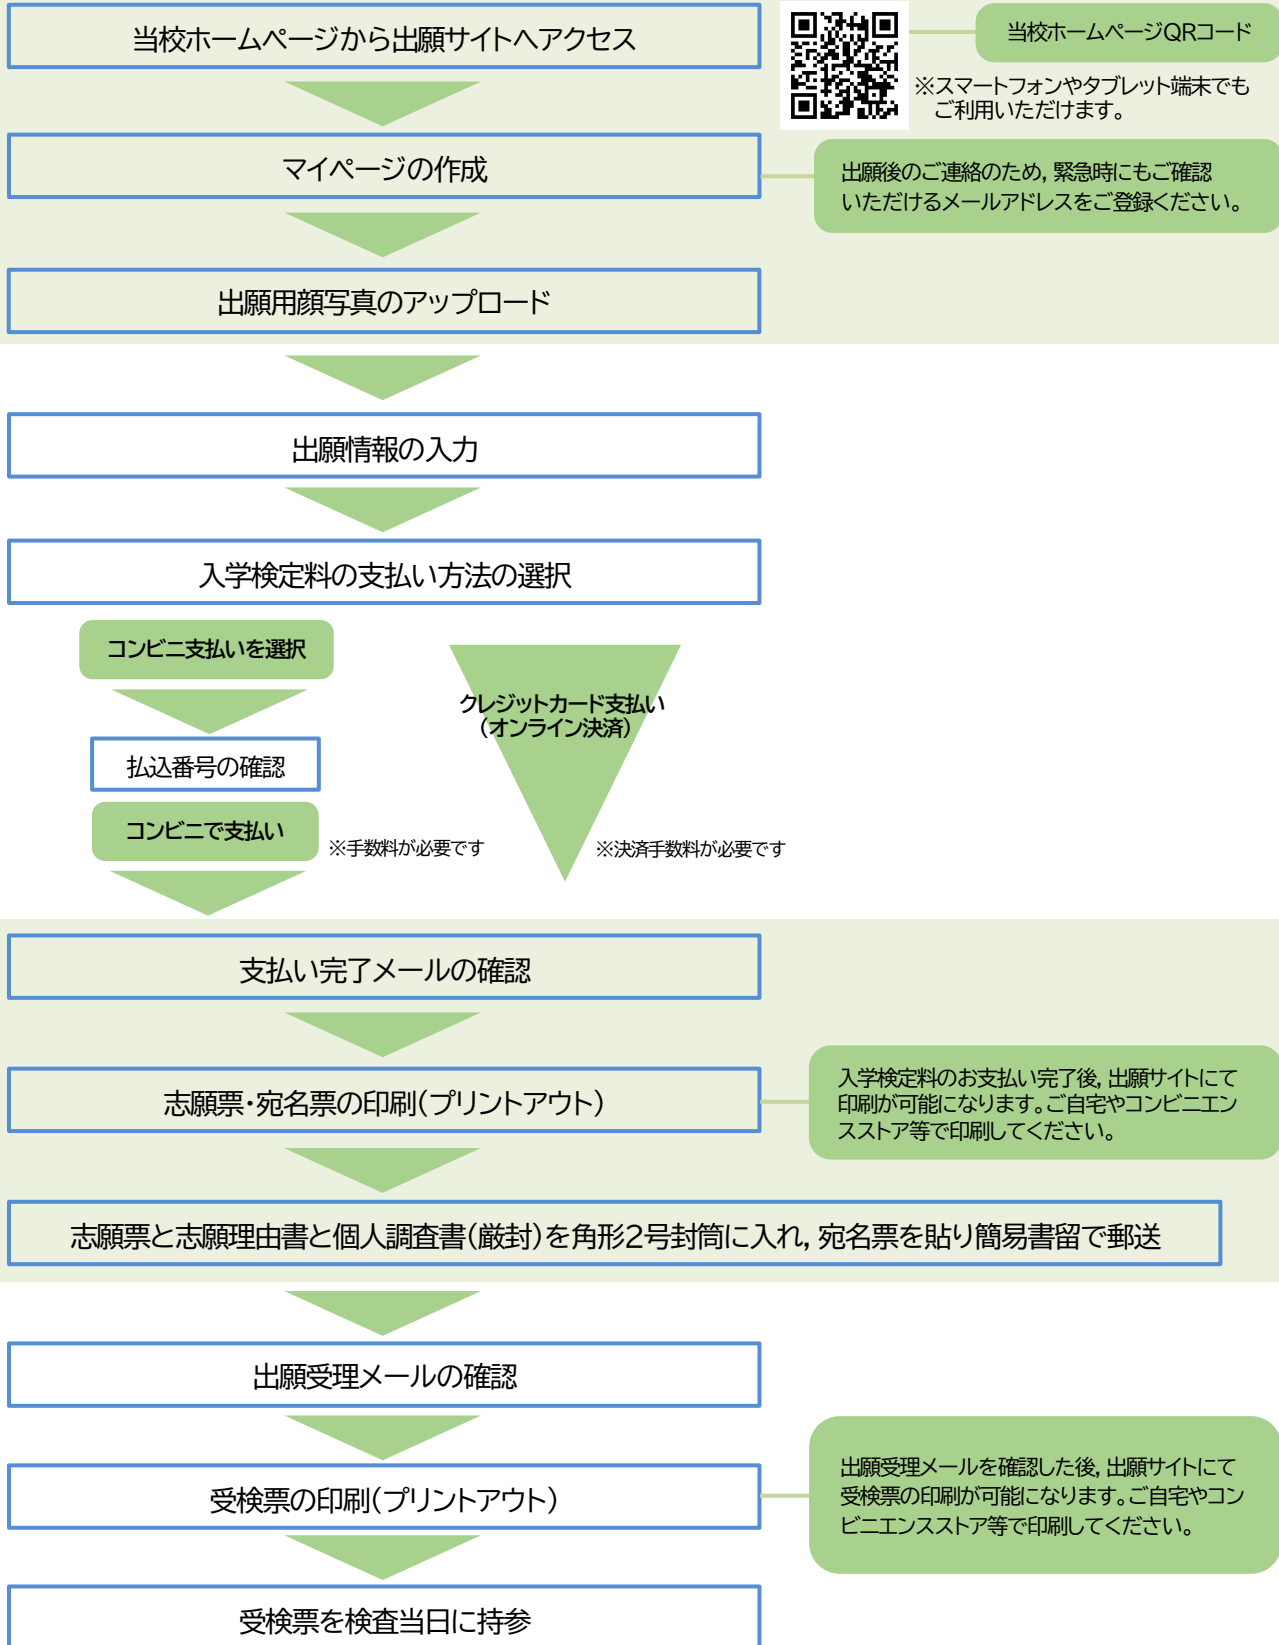 当校ホームページから出願サイトへアクセス
当校ホームページQRコード
※スマートフォンやタブレット端末でも
ご利用いただけます。
マイページの作成
出願後のご連絡のため, 緊急時にもご確認
いただけるメールアドレスをご登録ください。
出願用顔写真のアップロード
出願情報の入力
入学検定料の支払い方法の選択
コンビニ支払いを選択
払込番号の確認
コンビニで支払い
※手数料が必要です
クレジットカード支払い
(オンライン決済)
※決済手数料が必要です
支払い完了メールの確認
志願票・宛名票の印刷(プリントアウト)
入学検定料のお支払い完了後, 出願サイトにて
印刷が可能になります。ご自宅やコンビニエン
スストア等で印刷してください。
志願票と志願理由書と個人調査書(厳封)を角形2号封筒に入れ, 宛名票を貼り簡易書留で郵送
出願受理メールの確認
受検票の印刷(プリントアウト)
出願受理メールを確認した後, 出願サイトにて
受検票の印刷が可能になります。ご自宅やコン
ビニエンスストア等で印刷してください。
受検票を検査当日に持参